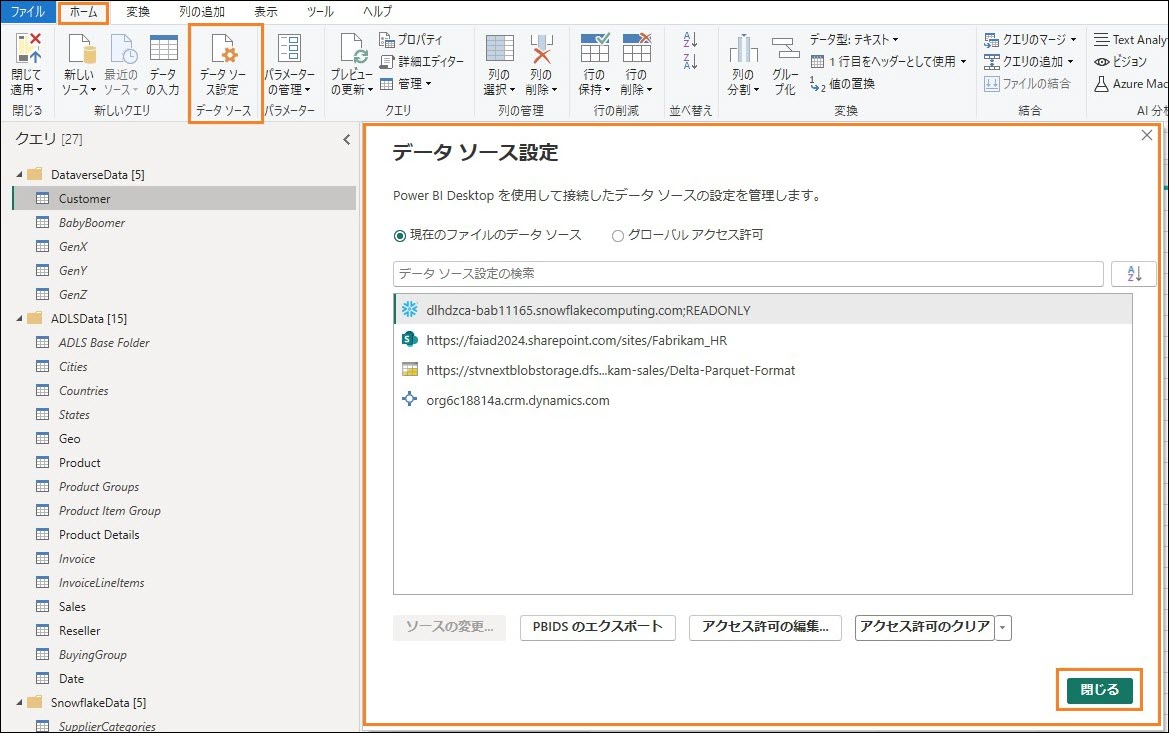 ファイル ホーム 変換 列の追加 表示 ツール ヘルプ
閉じて
適用
閉じる
新しい
ソース
最近の
ソース
データ
の入力
新しいクエリ
データ ソー
ス設定
データ ソース
パラメーター
の管理
パラメーター
プレビュー
の更新
プロパティ
詳細エディター
管理
クエリ
列の
選択
列の
削除
列の管理
行の
保持
行の
削除
行の削減
並べ替え
列の
分割
グルー
プ化
データ型: テキスト
1 行目をヘッダーとして使用
値の置換
変換
クエリのマージ
クエリの追加
ファイルの結合
結合
Text Analy
ビジョン
Azure Mac
AI 分析
クエリ [27]
DataverseData [5]
Customer
BabyBoomer
GenX
GenY
GenZ
ADLSData [15]
ADLS Base Folder
Cities
Countries
States
Geo
Product
Product Groups
Product Item Group
Product Details
Invoice
InvoiceLineItems
Sales
Reseller
BuyingGroup
Date
SnowflakeData [5]
SupplierCategories
データ ソース設定
Power BI Desktop を使用して接続したデータ ソースの設定を管理します。
現在のファイルのデータ ソース グローバル アクセス許可
データ ソース設定の検索
dlhdzca-bab11165.snowflakecomputing.com;READONLY
https://faiad2024.sharepoint.com/sites/Fabrikam_HR
https://stvnextblobstorage.dfs...kam-sales/Delta-Parquet-Format
org6c18814a.crm.dynamics.com
ソースの変更... PBIDS のエクスポート アクセス許可の編集... アクセス許可のクリア
閉じる